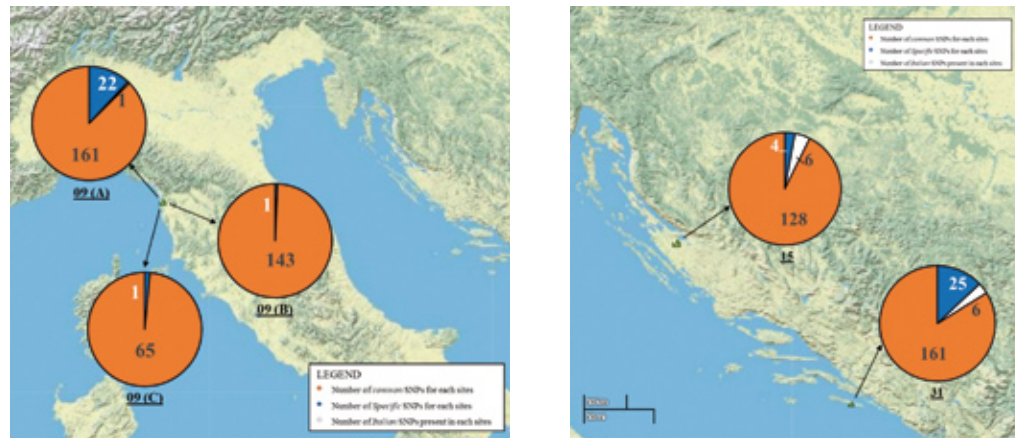 22
1
161
09 (A)
1
143
09 (B)
1
65
09 (C)
LEGEND
Number of common SNPs for each sites
Number of Specific SNPs for each sites
Number of Italian SNPs present in each sites
LEGEND
Number of common SNPs for each sites
Number of Specific SNPs for each sites
Number of Italian SNPs present in each sites
4
6
128
15
25
6
161
31